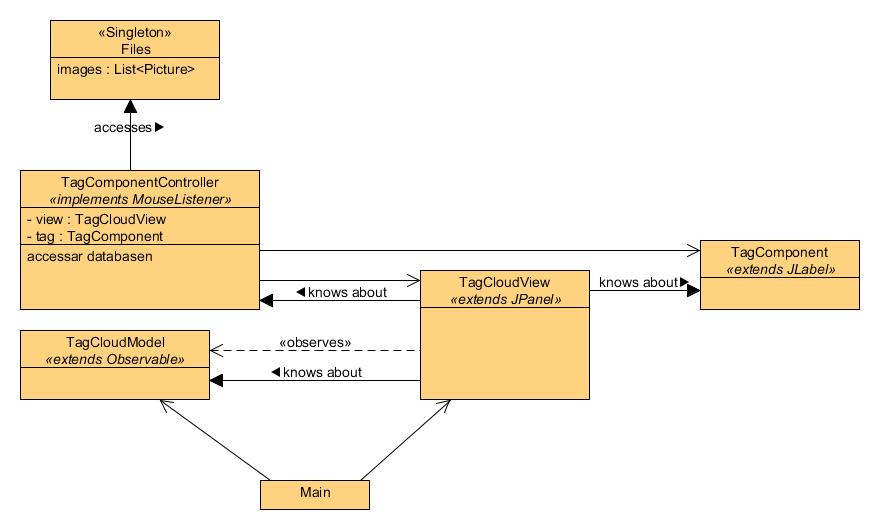 «Singleton»
Files
images : List<Picture>
accesses
TagComponentController
«implements MouseListener»
- view : TagCloudView
- tag : TagComponent
accessar databasen
TagComponent
«extends JLabel»
TagCloudView
«extends JPanel»
knows about
knows about
TagCloudModel
«extends Observable»
«observes»
knows about
Main